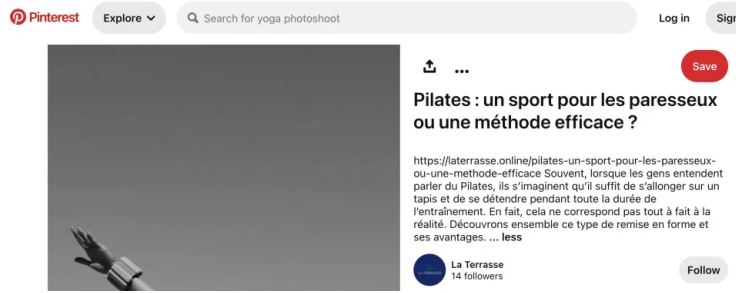 Pinterest Explore Search for yoga photoshoot Log in
Save
Pilates : un sport pour les paresseux
ou une méthode efficace ?
https://laterrasse.online/pilates-un-sport-pour-les-paresseux-
ou-une-methode-efficace Souvent, lorsque les gens entendent
parler du Pilates, ils s’imaginent qu’il suffit de s’allonger sur un
tapis et de se détendre pendant toute la durée de
l’entraînement. En fait, cela ne correspond pas tout à fait à la
réalité. Découvrons ensemble ce type de remise en forme et
ses avantages. ... less
La Terrasse
14 followers
Follow